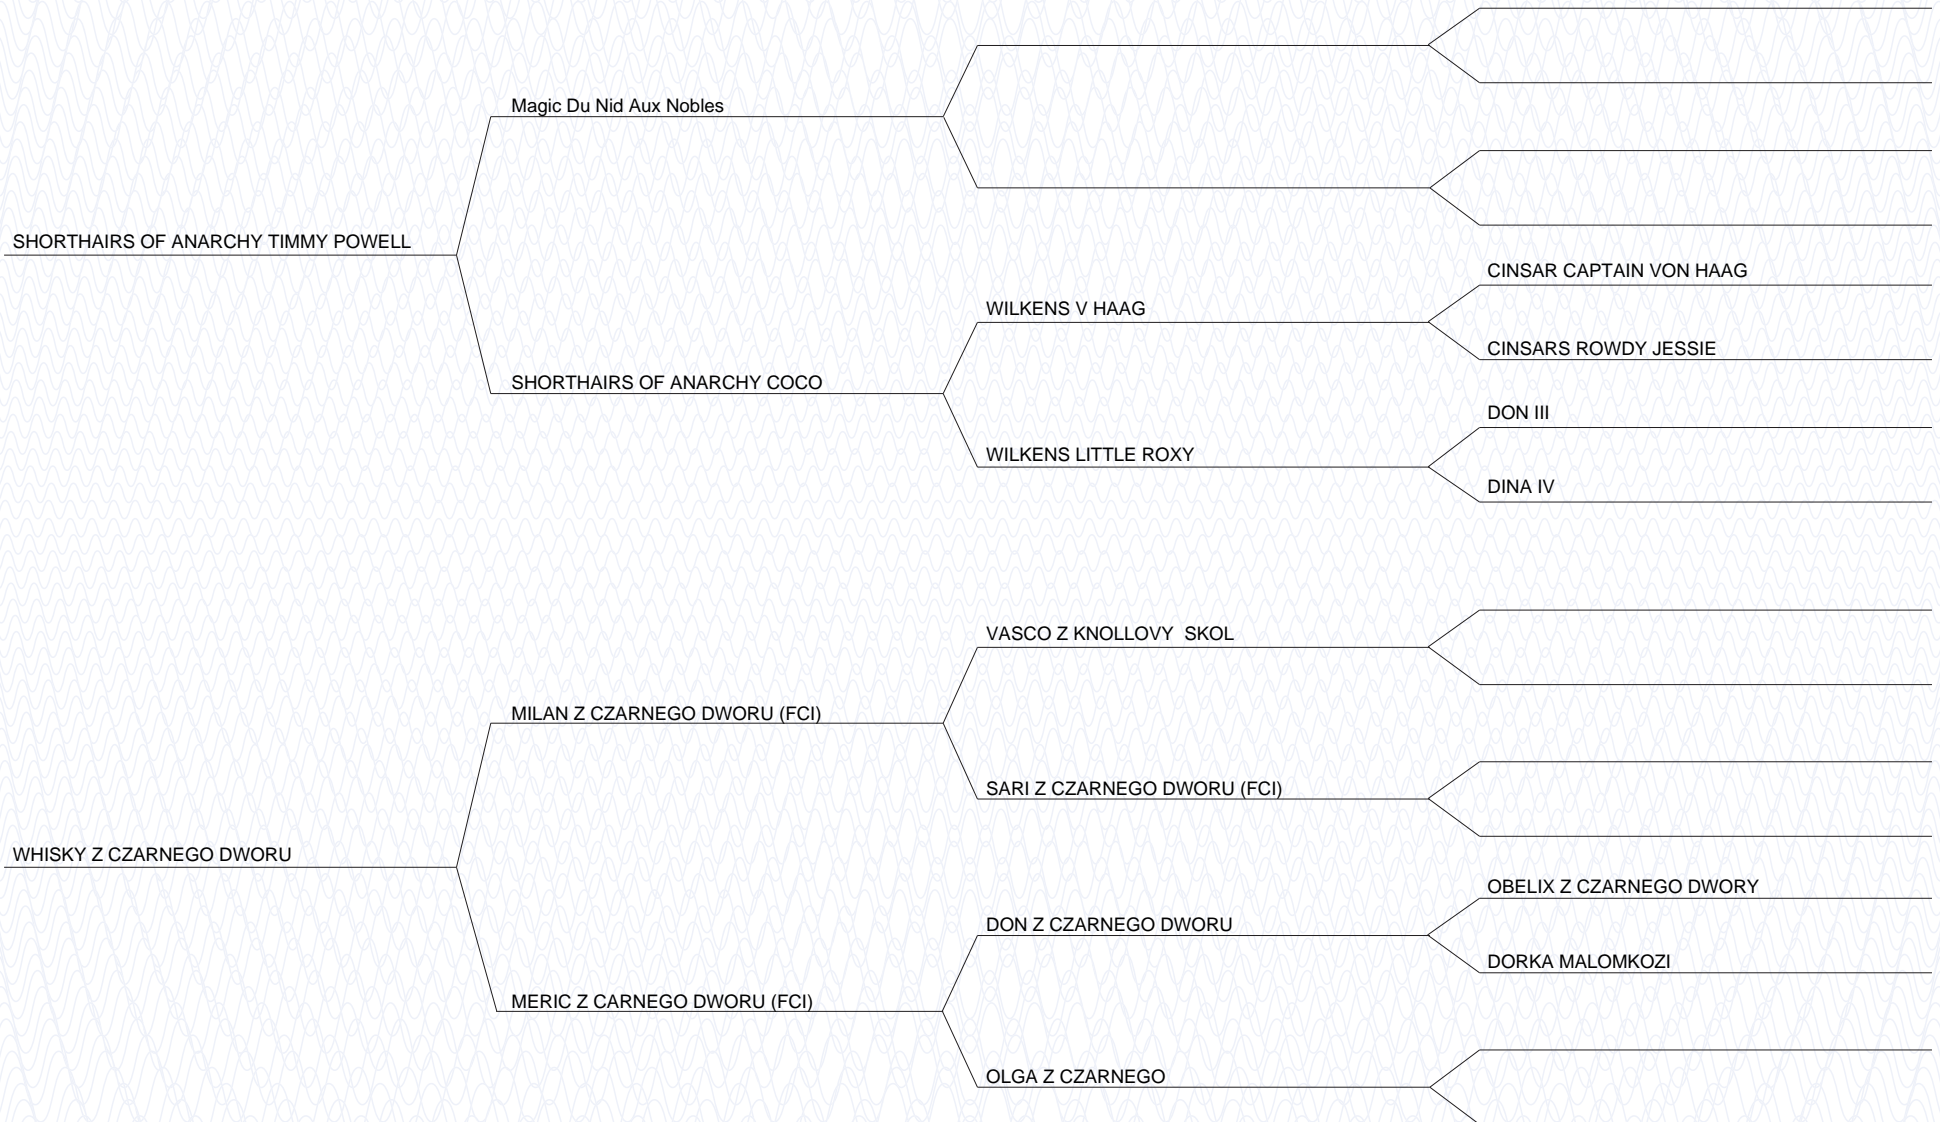 Magic Du Nid Aux Nobles
SHORTHAIRS OF ANARCHY TIMMY POWELL
CINSAR CAPTAIN VON HAAG
WILKENS V HAAG
CINSARS ROWDY JESSIE
SHORTHAIRS OF ANARCHY COCO
DON III
WILKENS LITTLE ROXY
DINA IV
VASCO Z KNOLLOVY  SKOL
MILAN Z CZARNEGO DWORU (FCI)
SARI Z CZARNEGO DWORU (FCI)
WHISKY Z CZARNEGO DWORU
OBELIX Z CZARNEGO DWORY
DON Z CZARNEGO DWORU
DORKA MALOMKOZI
MERIC Z CARNEGO DWORU (FCI)
OLGA Z CZARNEGO